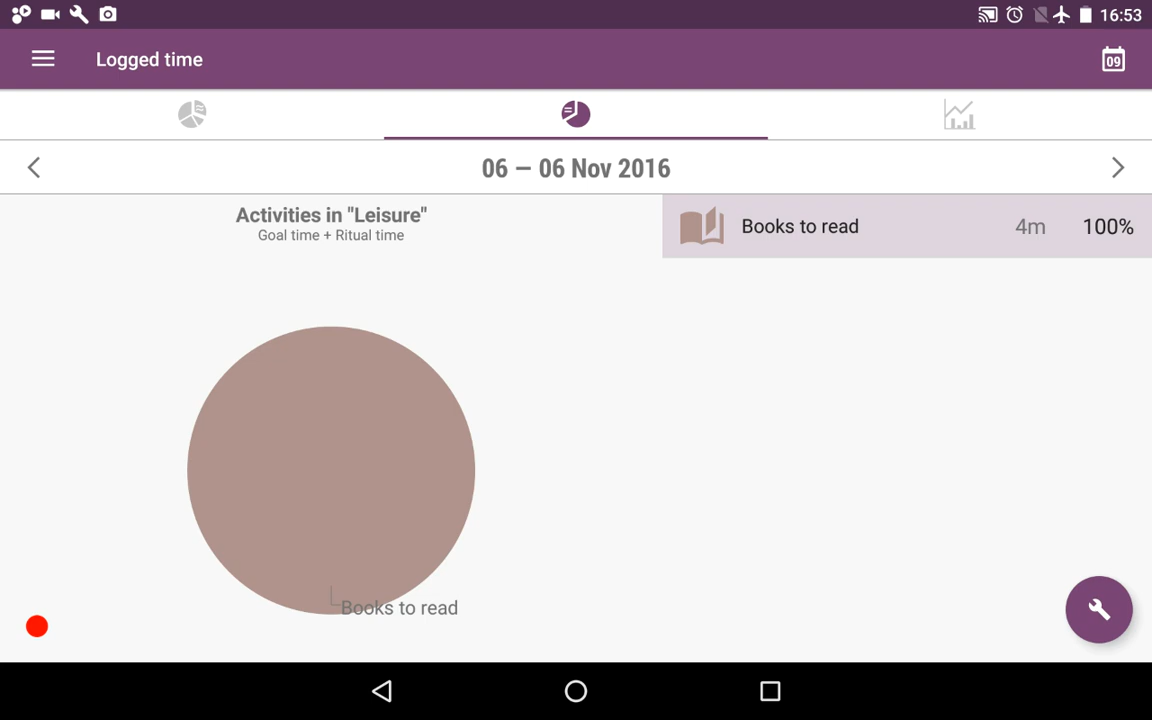 16:53
Logged time
09
06 — 06 Nov 2016
Activities in "Leisure"
Goal time + Ritual time
Books to read 4m 100%
Books to read